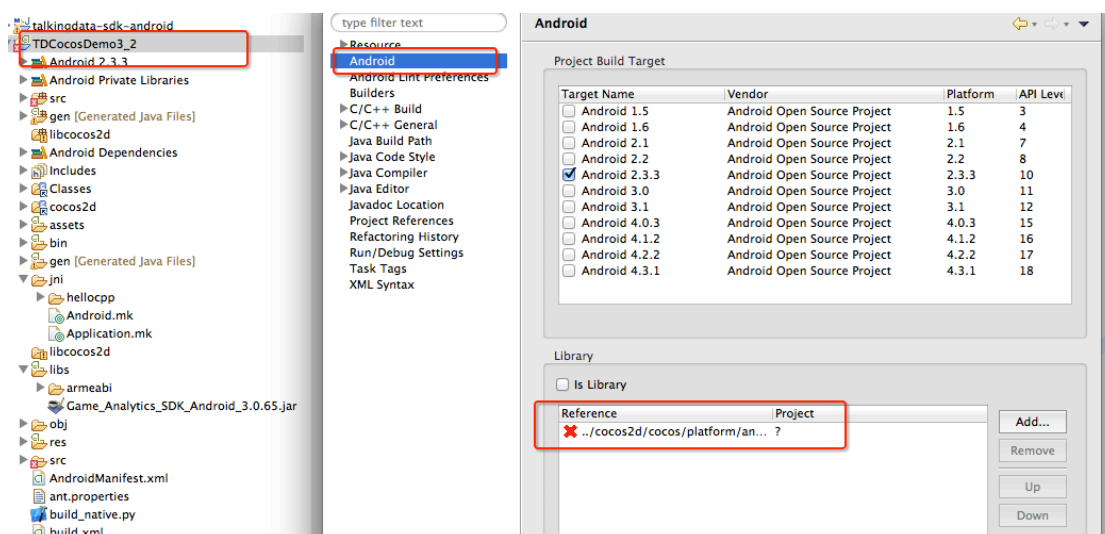 talkingdata-sdk-android
TDCocosDemo3_2
Android 2.3.3
Android Private Libraries
src
gen [Generated Java Files]
libcocos2d
Android Dependencies
Includes
Classes
cocos2d
assets
bin
gen [Generated Java Files]
jni
hellocpp
Android.mk
Application.mk
libcocos2d
libs
armeabi
Game_Analytics_SDK_Android_3.0.65.jar
obj
res
src
AndroidManifest.xml
ant.properties
build_native.py
build.xml
type filter text
Resource
Android
Android Lint Preferences
Builders
C/C++ Build
C/C++ General
Java Build Path
Java Code Style
Java Compiler
Java Editor
Javadoc Location
Project References
Refactoring History
Run/Debug Settings
Task Tags
XML Syntax
Android
Project Build Target
Target Name Vendor Platform API Leve
Android 1.5 Android Open Source Project 1.5 3
Android 1.6 Android Open Source Project 1.6 4
Android 2.1 Android Open Source Project 2.1 7
Android 2.2 Android Open Source Project 2.2 8
Android 2.3.3 Android Open Source Project 2.3.3 10
Android 3.0 Android Open Source Project 3.0 11
Android 3.1 Android Open Source Project 3.1 12
Android 4.0.3 Android Open Source Project 4.0.3 15
Android 4.1.2 Android Open Source Project 4.1.2 16
Android 4.2.2 Android Open Source Project 4.2.2 17
Android 4.3.1 Android Open Source Project 4.3.1 18
Library
Is Library
Reference Project
../cocos2d/cocos/platform/an... ?
Add...
Remove
Up
Down